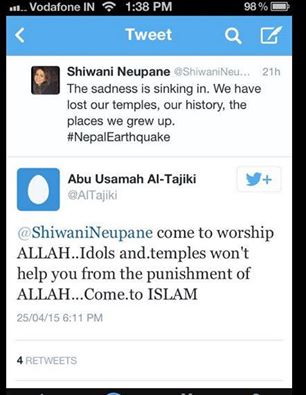 Vodafone IN 1:38 PM 98%
Tweet
Shiwani Neupane @ShiwaniNeu... 21h
The sadness is sinking in. We have
lost our temples, our history, the
places we grew up.
#NepalEarthquake
Abu Usamah Al-Tajiki
@AlTajiki
@ShiwaniNeupane come to worship
ALLAH..Idols and.temples won't
help you from the punishment of
ALLAH...Come.to ISLAM
25/04/15 6:11 PM
4 RETWEETS